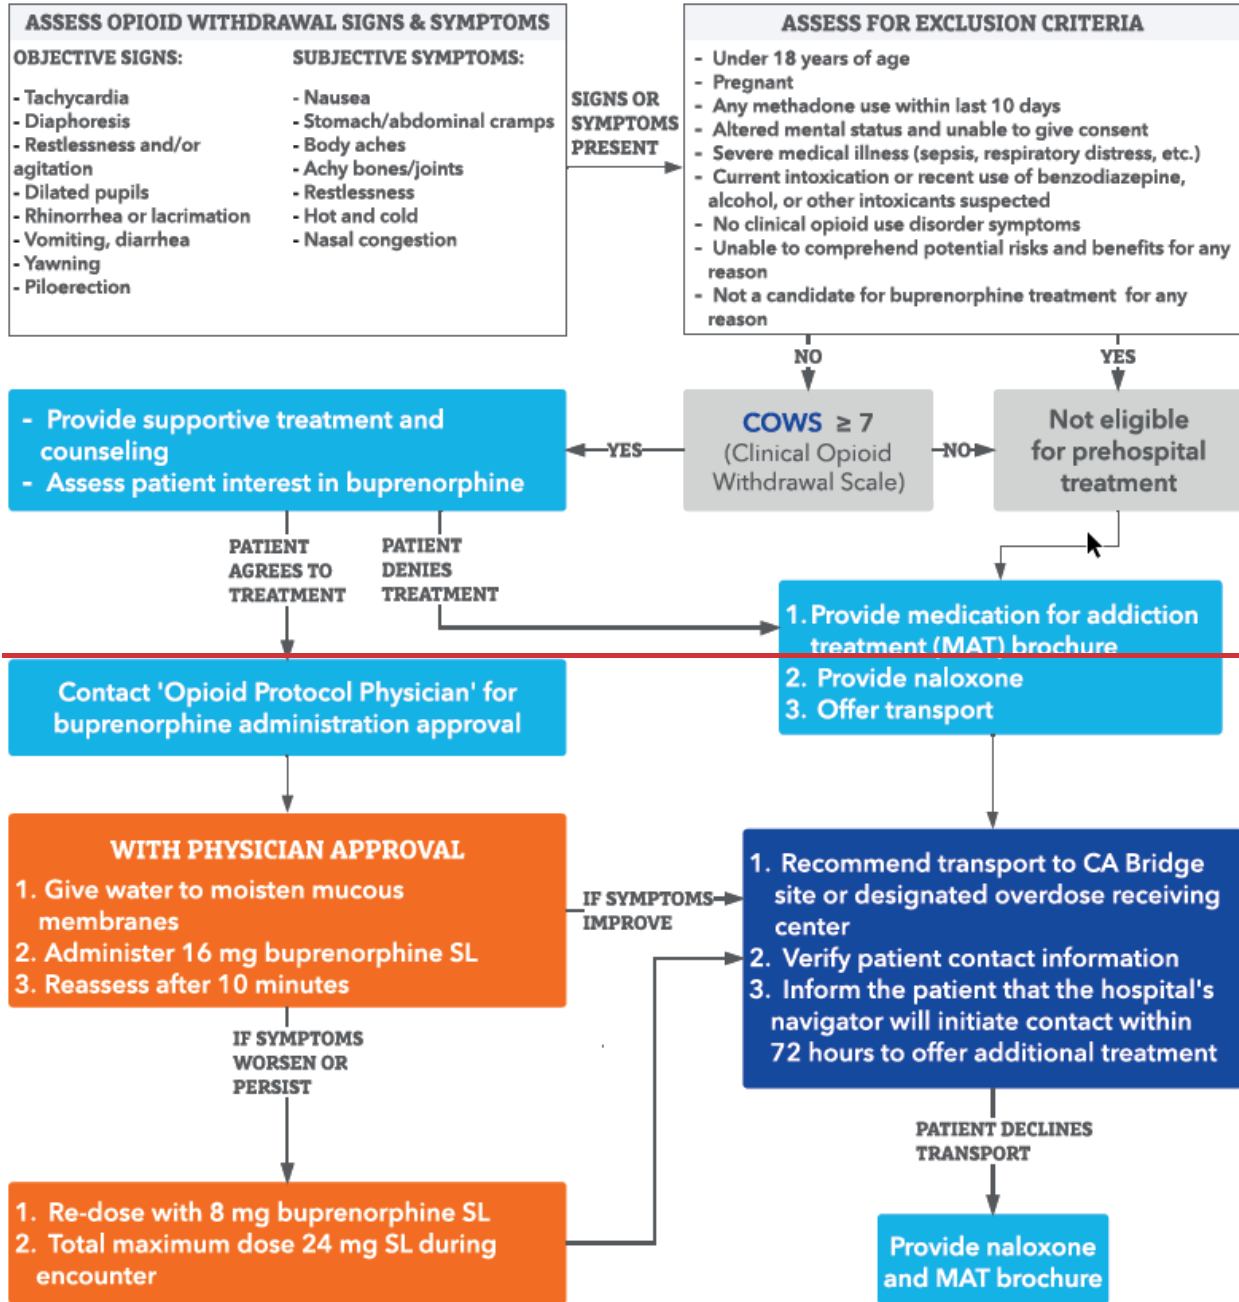 ASSESS OPIOID WITHDRAWAL SIGNS & SYMPTOMS
OBJECTIVE SIGNS:
- Tachycardia
- Diaphoresis
- Restlessness and/or
agitation
- Dilated pupils
- Rhinorrhea or lacrimation
- Vomiting, diarrhea
- Yawning
- Piloerection
SUBJECTIVE SYMPTOMS:
- Nausea
- Stomach/abdominal cramps
- Body aches
- Achy bones/joints
- Restlessness
- Hot and cold
- Nasal congestion
SIGNS OR
SYMPTOMS
PRESENT
ASSESS FOR EXCLUSION CRITERIA
- Under 18 years of age
- Pregnant
- Any methadone use within last 10 days
- Altered mental status and unable to give consent
- Severe medical illness (sepsis, respiratory distress, etc.)
- Current intoxication or recent use of benzodiazepine,
alcohol, or other intoxicants suspected
- No clinical opioid use disorder symptoms
- Unable to comprehend potential risks and benefits for any
reason
- Not a candidate for buprenorphine treatment for any
reason
NO
YES
COWS ≥ 7
(Clinical Opioid
Withdrawal Scale)
NO
Not eligible
for prehospital
treatment
YES
- Provide supportive treatment and
counseling
- Assess patient interest in buprenorphine
PATIENT
AGREES TO
TREATMENT
PATIENT
DENIES
TREATMENT
1. Provide medication for addiction
treatment (MAT) brochure
2. Provide naloxone
3. Offer transport
Contact 'Opioid Protocol Physician' for
buprenorphine administration approval
WITH PHYSICIAN APPROVAL
1. Give water to moisten mucous
membranes
2. Administer 16 mg buprenorphine SL
3. Reassess after 10 minutes
IF SYMPTOMS
IMPROVE
1. Recommend transport to CA Bridge
site or designated overdose receiving
center
2. Verify patient contact information
3. Inform the patient that the hospital's
navigator will initiate contact within
72 hours to offer additional treatment
IF SYMPTOMS
WORSEN OR
PERSIST
1. Re-dose with 8 mg buprenorphine SL
2. Total maximum dose 24 mg SL during
encounter
PATIENT DECLINES
TRANSPORT
Provide naloxone
and MAT brochure